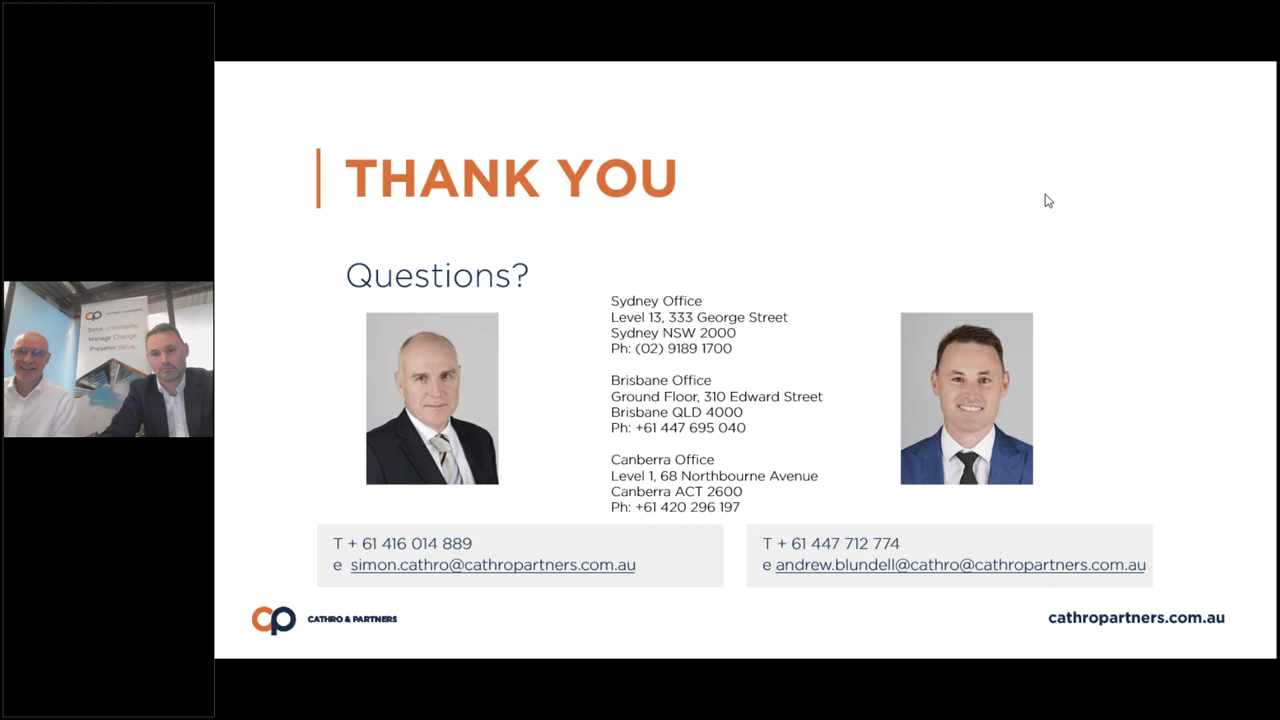 THANK YOU
Questions?
Sydney Office
Level 13, 333 George Street
Sydney NSW 2000
Ph: (02) 9189 1700
Brisbane Office
Ground Floor, 310 Edward Street
Brisbane QLD 4000
Ph: +61 447 695 040
Canberra Office
Level 1, 68 Northbourne Avenue
Canberra ACT 2600
Ph: +61 420 296 197
T + 61 416 014 889
e simon.cathro@cathropartners.com.au
T + 61 447 712 774
e andrew.blundell@cathro@cathropartners.com.au
cp CATHRO & PARTNERS
cathropartners.com.au
cp CATHRO & PARTNERS
Solve Uncertainty.
Manage Change.
Preserve Value.